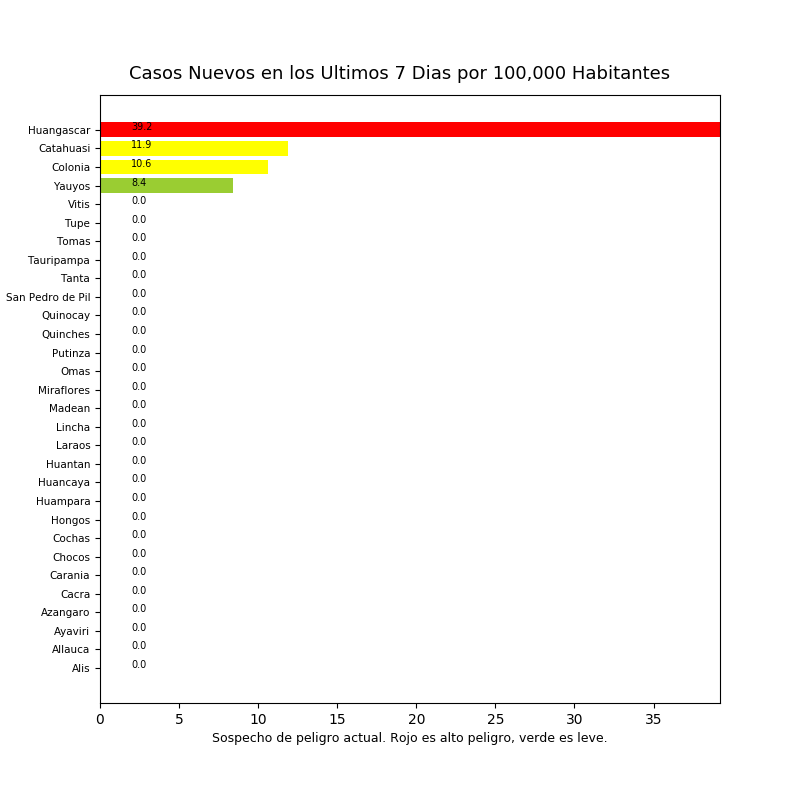 Casos Nuevos en los Ultimos 7 Dias por 100,000 Habitantes
Huangascar 39.2
Catahuasi 11.9
Colonia 10.6
Yauyos 8.4
Vitis 0.0
Tupe 0.0
Tomas 0.0
Tauripampa 0.0
Tanta 0.0
San Pedro de Pil 0.0
Quinocay 0.0
Quinches 0.0
Putinza 0.0
Omas 0.0
Miraflores 0.0
Madean 0.0
Lincha 0.0
Laraos 0.0
Huantan 0.0
Huancaya 0.0
Huampara 0.0
Hongos 0.0
Cochas 0.0
Chocos 0.0
Carania 0.0
Cacra 0.0
Azangaro 0.0
Ayaviri 0.0
Allauca 0.0
Alis 0.0
0 5 10 15 20 25 30 35
Sospecho de peligro actual. Rojo es alto peligro, verde es leve.